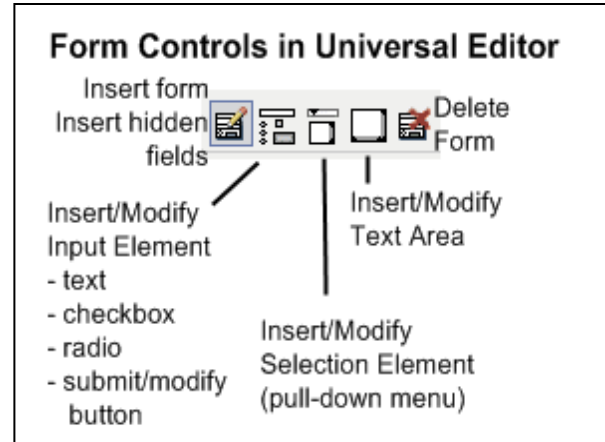 Form Controls in Universal Editor
Insert form
Insert hidden
fields
Delete
Form
Insert/Modify
Input Element
- text
- checkbox
- radio
- submit/modify
button
Insert/Modify
Selection Element
(pull-down menu)
Insert/Modify
Text Area